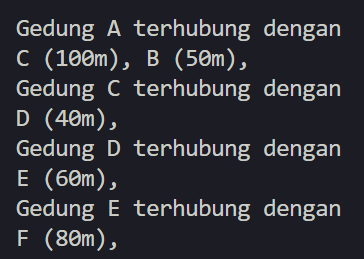 Gedung A terhubung dengan
C (100m), B (50m),
Gedung C terhubung dengan
D (40m),
Gedung D terhubung dengan
E (60m),
Gedung E terhubung dengan
F (80m),